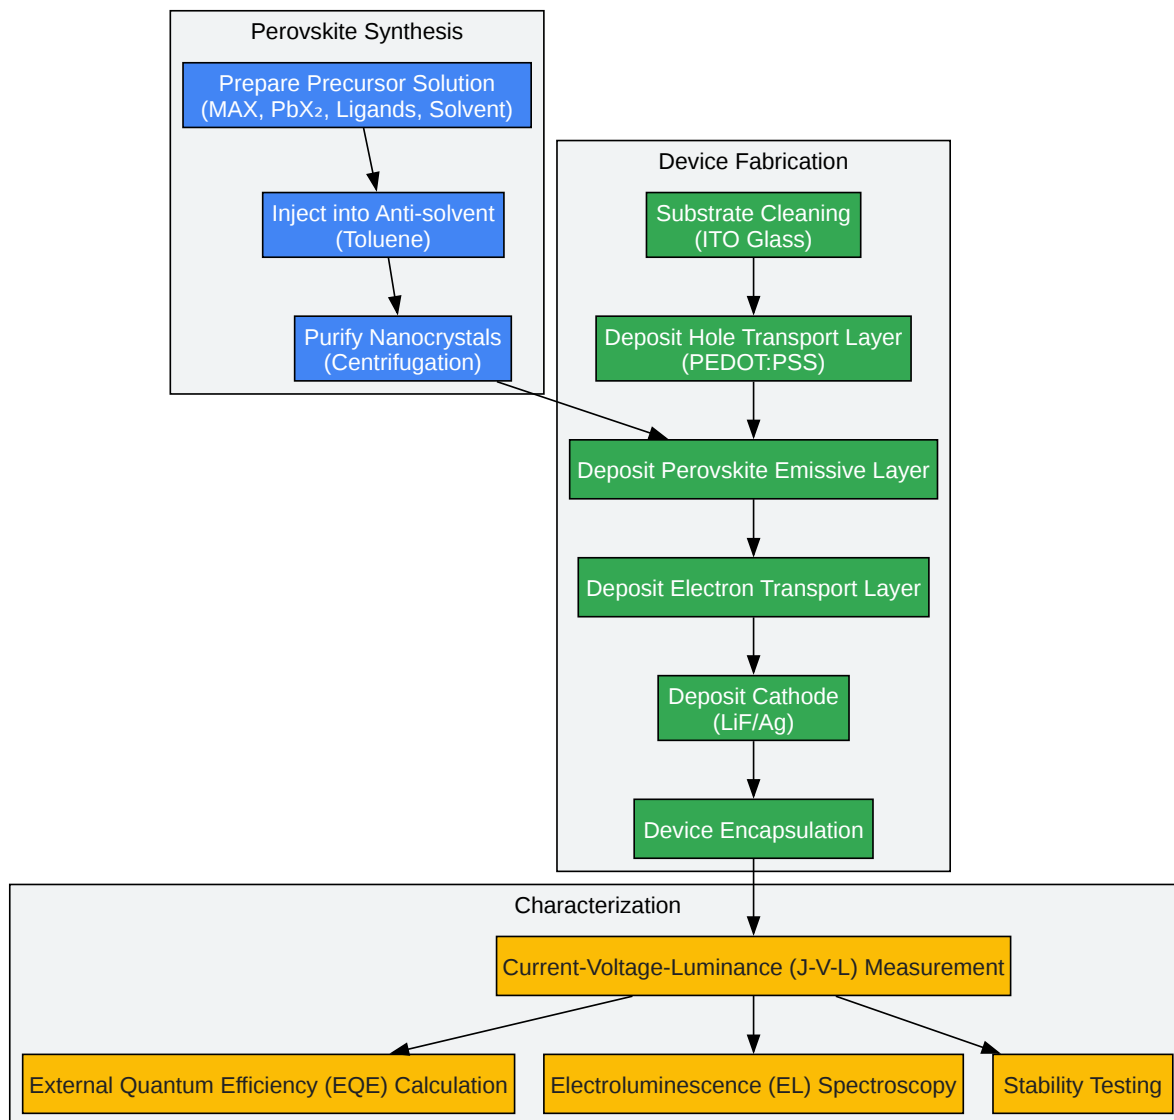 Perovskite Synthesis
Prepare Precursor Solution
(MAX, PbX₂, Ligands, Solvent)
Inject into Anti-solvent
(Toluene)
Purify Nanocrystals
(Centrifugation)
Device Fabrication
Substrate Cleaning
(ITO Glass)
Deposit Hole Transport Layer
(PEDOT:PSS)
Deposit Perovskite Emissive Layer
Deposit Electron Transport Layer
Deposit Cathode
(LiF/Ag)
Device Encapsulation
Characterization
Current-Voltage-Luminance (J-V-L) Measurement
External Quantum Efficiency (EQE) Calculation
Electroluminescence (EL) Spectroscopy
Stability Testing